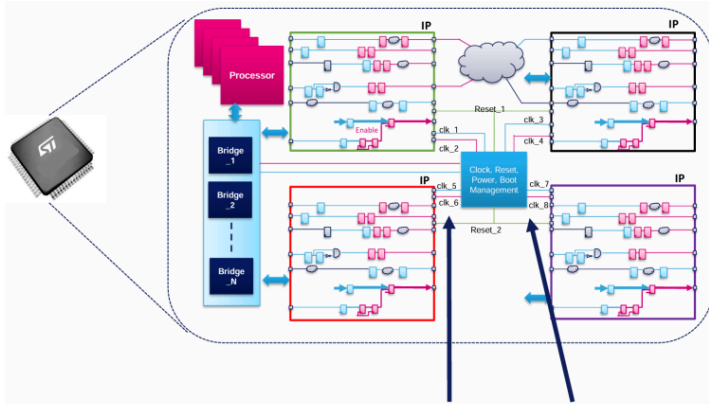 IP
IP
Processor
Reset_1
Enable
clk_1
clk_2
clk_3
clk_4
ST
Bridge
_1
Clock, Reset,
Power, Boot
Management
IP
IP
clk_5
clk_6
clk_7
clk_8
Bridge
_2
Reset_2
Bridge
_N